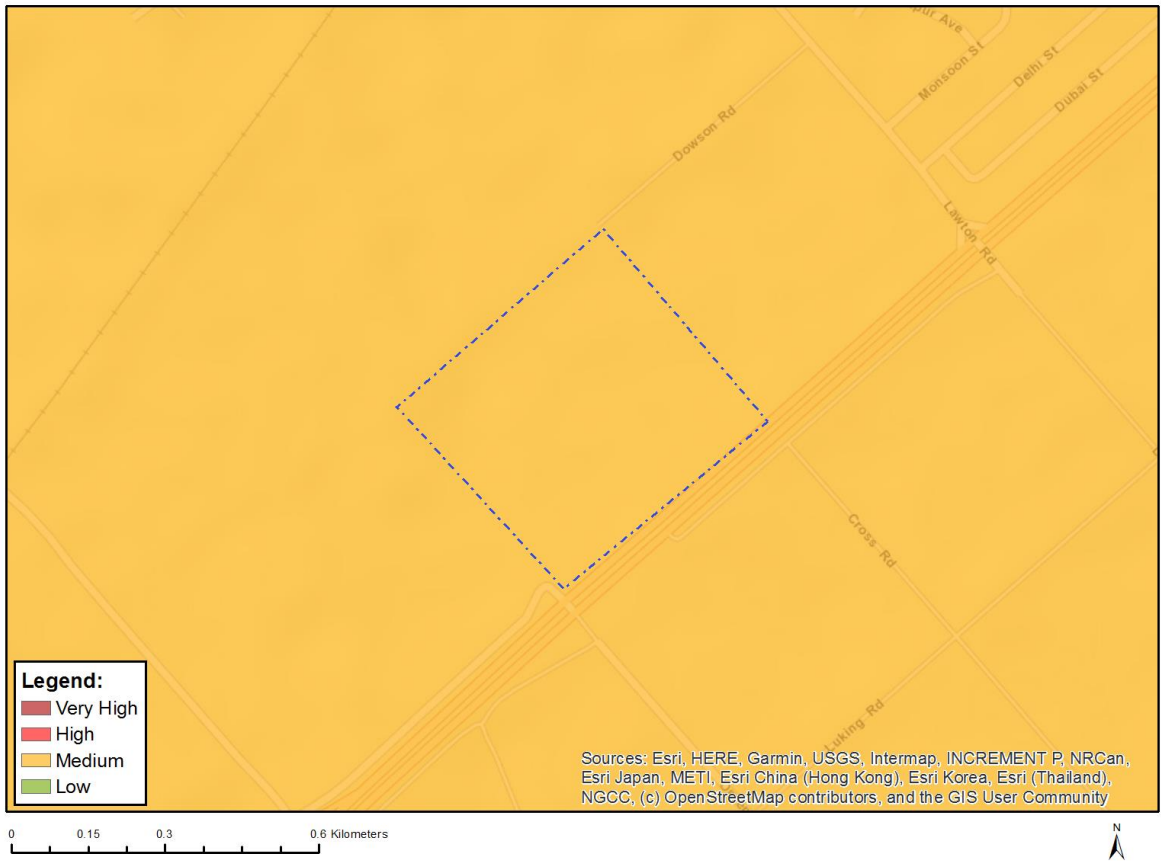 Monsoon St
Delhi St
Dubai St
Dowson Rd
Lawton Rd
Cross Rd
Luking Rd
Legend:
Very High
High
Medium
Low
Sources: Esri, HERE, Garmin, USGS, Intermap, INCREMENT P, NRCan,
Esri Japan, METI, Esri China (Hong Kong), Esri Korea, Esri (Thailand),
NGCC, (c) OpenStreetMap contributors, and the GIS User Community
0 0.15 0.3 0.6 Kilometers
N